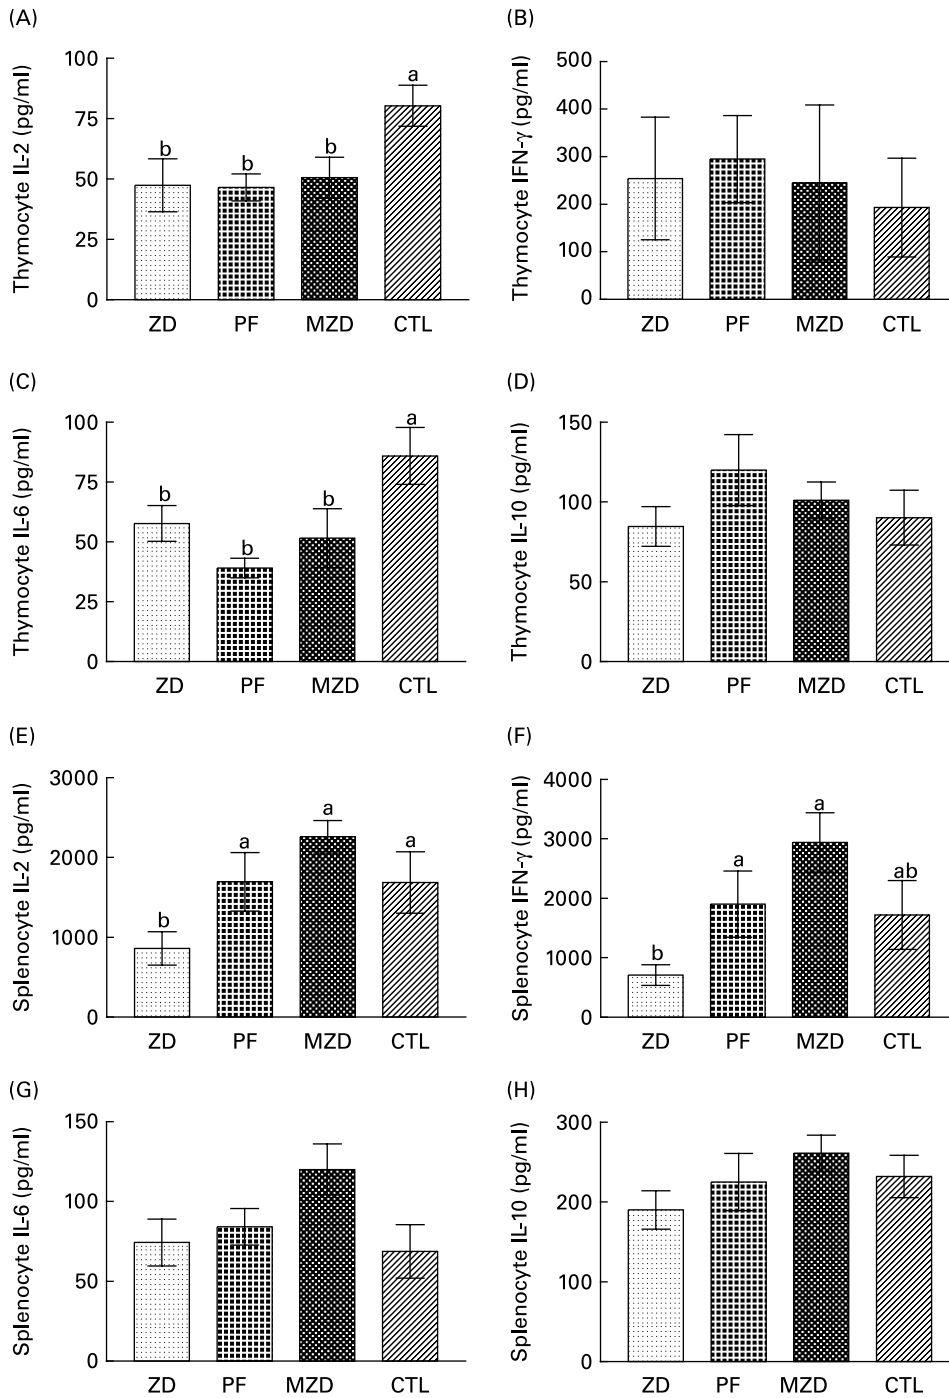 (A)
Thymocyte IL-2 (pg/ml)
100
75
50
25
0
b
b
b
a
ZD PF MZD CTL
(B)
Thymocyte IFN-γ (pg/ml)
500
400
300
200
100
0
ZD PF MZD CTL
(C)
Thymocyte IL-6 (pg/ml)
100
75
50
25
0
b
b
b
a
ZD PF MZD CTL
(D)
Thymocyte IL-10 (pg/ml)
150
100
50
0
ZD PF MZD CTL
(E)
Splenocyte IL-2 (pg/ml)
3000
2000
1000
0
b
a
a
a
ZD PF MZD CTL
(F)
Splenocyte IFN-γ (pg/ml)
4000
3000
2000
1000
0
b
a
a
ab
ZD PF MZD CTL
(G)
Splenocyte IL-6 (pg/ml)
150
100
50
0
ZD PF MZD CTL
(H)
Splenocyte IL-10 (pg/ml)
300
200
100
0
ZD PF MZD CTL